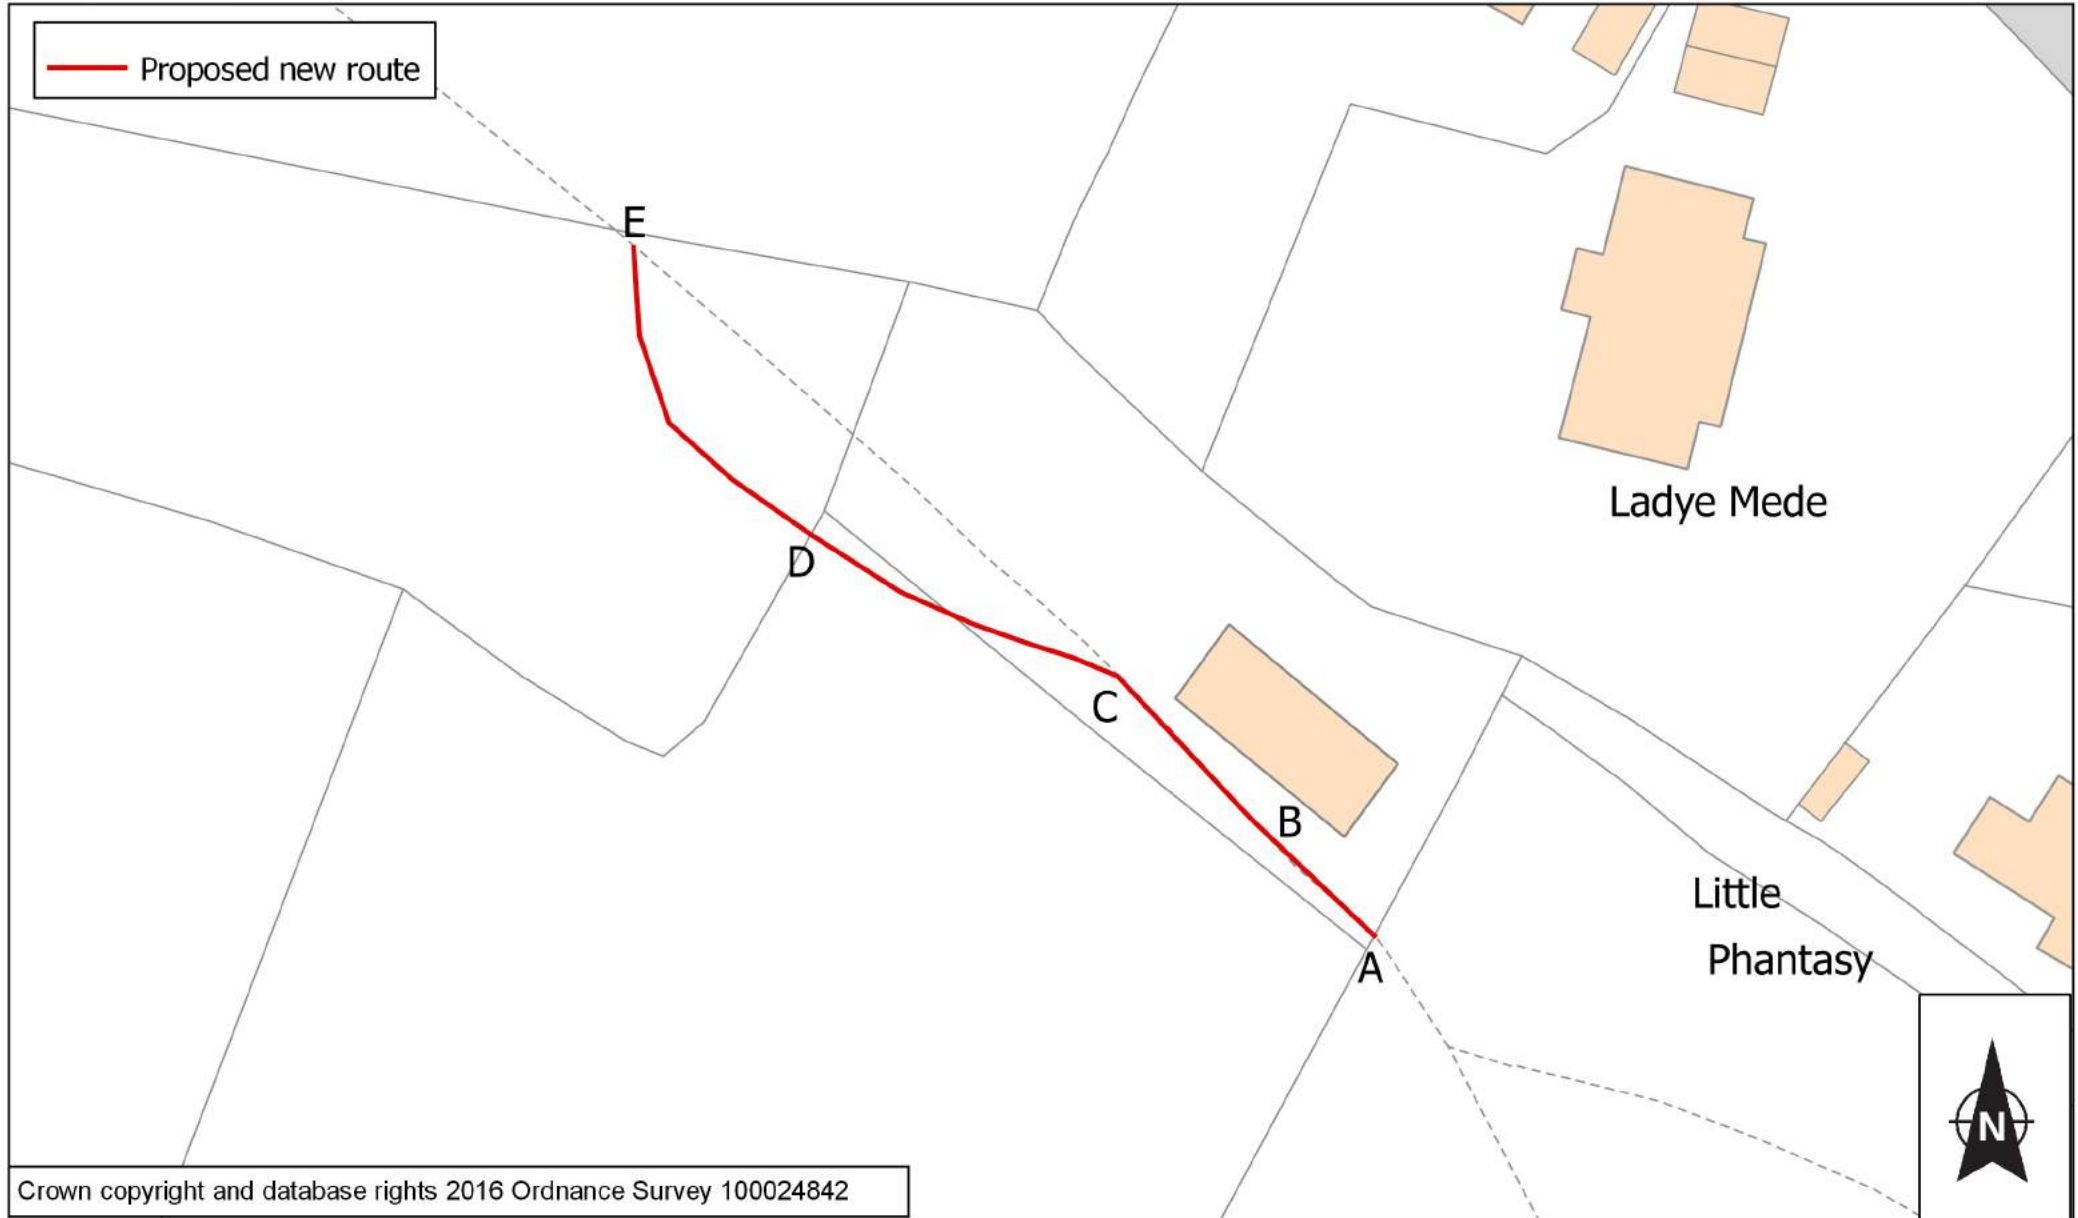 Proposed new route
E
Ladye Mede
D
C
B
Little
Phantasy
A
N
Crown copyright and database rights 2016 Ordnance Survey 100024842